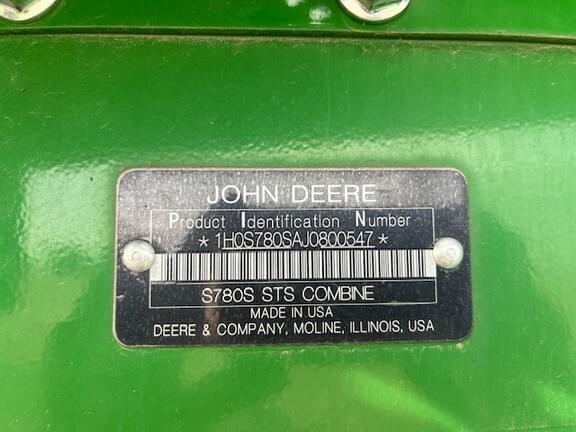 JOHN DEERE
Product Identification Number
* 1H0S780SAJ0800547 *
S780S STS COMBINE
MADE IN USA
DEERE & COMPANY, MOLINE, ILLINOIS, USA